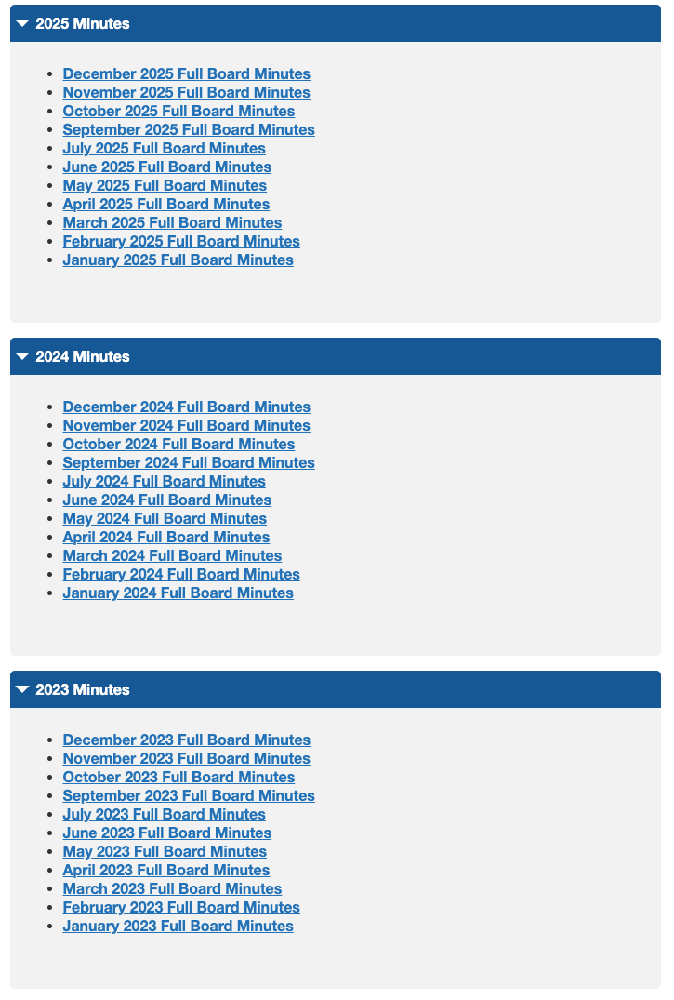 2025 Minutes
December 2025 Full Board Minutes
November 2025 Full Board Minutes
October 2025 Full Board Minutes
September 2025 Full Board Minutes
July 2025 Full Board Minutes
June 2025 Full Board Minutes
May 2025 Full Board Minutes
April 2025 Full Board Minutes
March 2025 Full Board Minutes
February 2025 Full Board Minutes
January 2025 Full Board Minutes
2024 Minutes
December 2024 Full Board Minutes
November 2024 Full Board Minutes
October 2024 Full Board Minutes
September 2024 Full Board Minutes
July 2024 Full Board Minutes
June 2024 Full Board Minutes
May 2024 Full Board Minutes
April 2024 Full Board Minutes
March 2024 Full Board Minutes
February 2024 Full Board Minutes
January 2024 Full Board Minutes
2023 Minutes
December 2023 Full Board Minutes
November 2023 Full Board Minutes
October 2023 Full Board Minutes
September 2023 Full Board Minutes
July 2023 Full Board Minutes
June 2023 Full Board Minutes
May 2023 Full Board Minutes
April 2023 Full Board Minutes
March 2023 Full Board Minutes
February 2023 Full Board Minutes
January 2023 Full Board Minutes